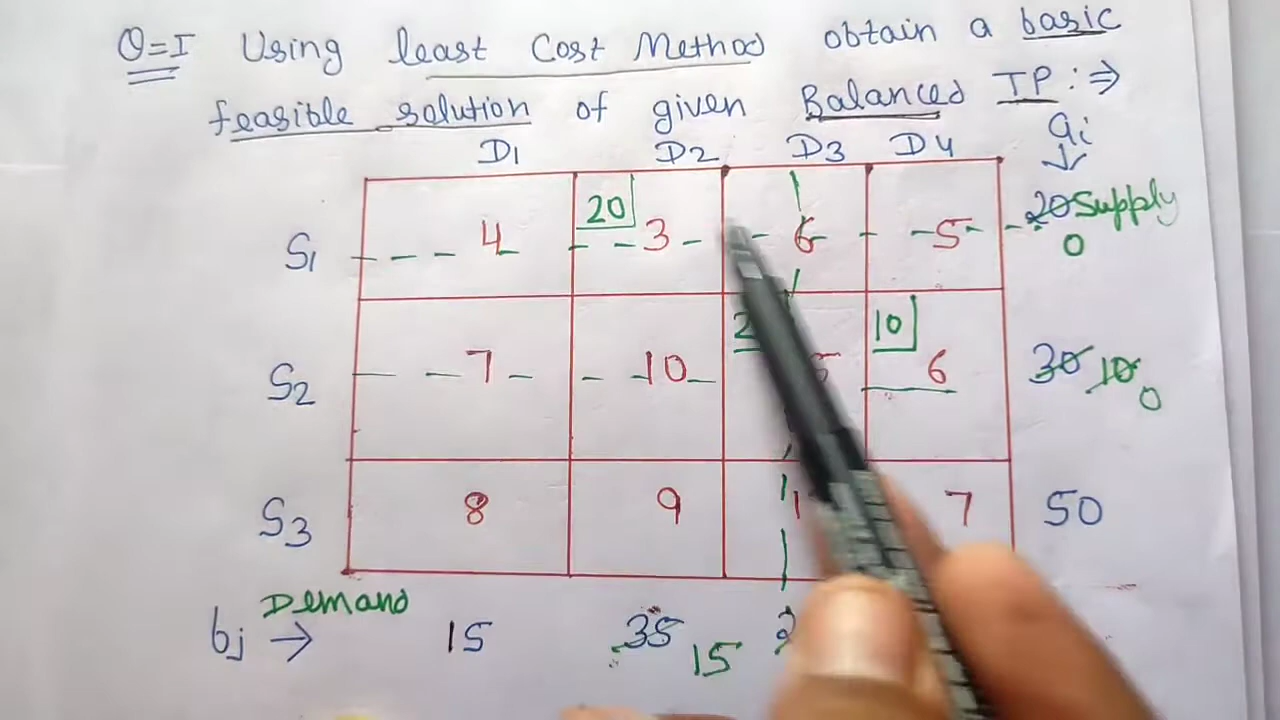 Q=I Using least Cost Method obtain a basic
feasible solution of given Balanced TP :⇒
D1 D2 D3 D4 ai
↓
20 20 Supply
S1 4 3 6 5 0
10
S2 7 10 6 30 10 0
S3 8 9 7 50
Demand
bj → 15 35 15